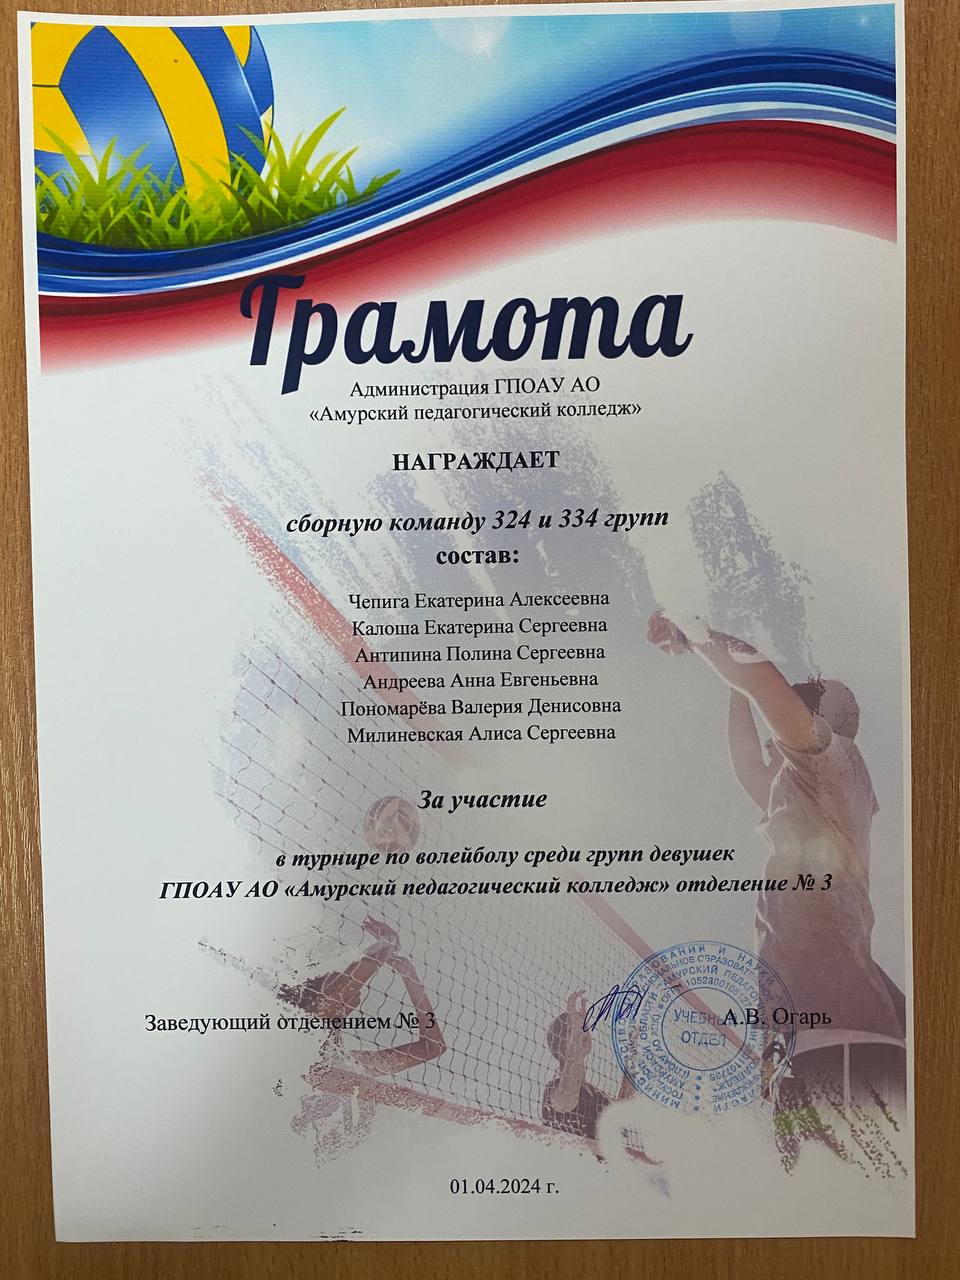 Грамота
Администрация ГПОАУ АО
«Амурский педагогический колледж»
НАГРАЖДАЕТ
сборную команду 324 и 334 групп
состав:
Чепига Екатерина Алексеевна
Калоша Екатерина Сергеевна
Антипина Полина Сергеевна
Андреева Анна Евгеньевна
Пономарёва Валерия Денисовна
Милиневская Алиса Сергеевна
За участие
в турнире по волейболу среди групп девушек
ГПОАУ АО «Амурский педагогический колледж» отделение № 3
Заведующий отделением № 3
А.В. Огарь
УЧЕБНЫЙ
ОТДЕЛ
01.04.2024 г.